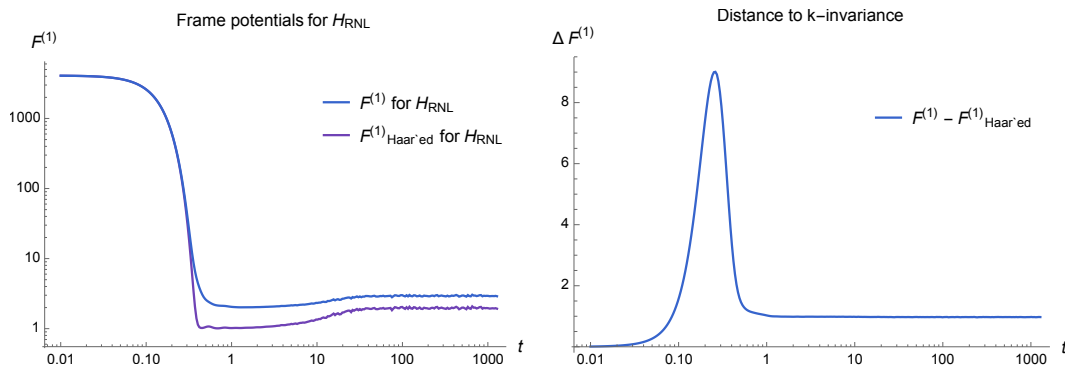 Frame potentials for H_RNL
F^(1)
1000
100
10
1
0.01 0.10 1 10 100 1000 t
F^(1) for H_RNL
F^(1)_Haar`ed for H_RNL
Distance to k−invariance
Δ F^(1)
8
6
4
2
0.01 0.10 1 10 100 1000 t
F^(1) − F^(1)_Haar`ed